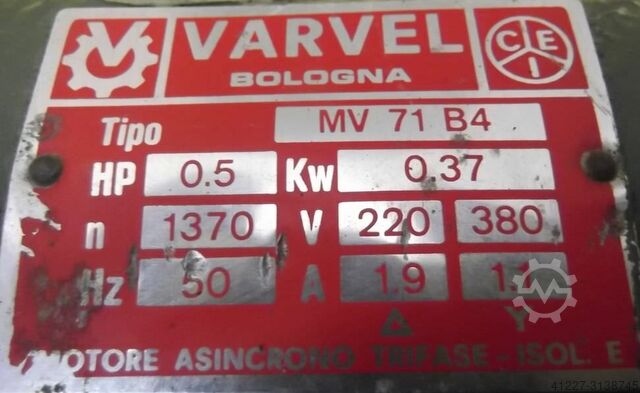 VARVEL
BOLOGNA
CEI
Tipo MV 71 B4
HP 0.5 Kw 0.37
n 1370 V 220 380
Hz 50 A 1.9
Δ Y
MOTORE ASINCRONO TRIFASE - ISOL. E
41227-3138745